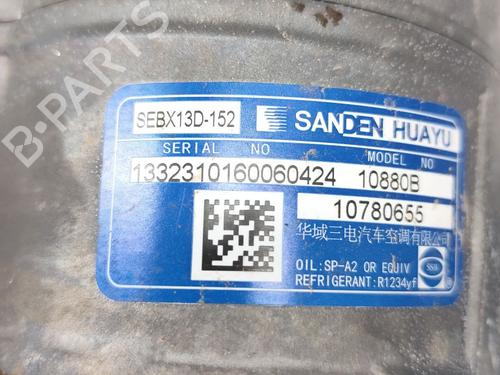 B-PARTS
SEBX13D-152 SANDEN HUAYU
SERIAL NO MODEL NO
1332310160060424 10880B
10780655
华域三电汽车空调有限公司
OIL:SP-A2 OR EQUIV
REFRIGERANT:R1234yf